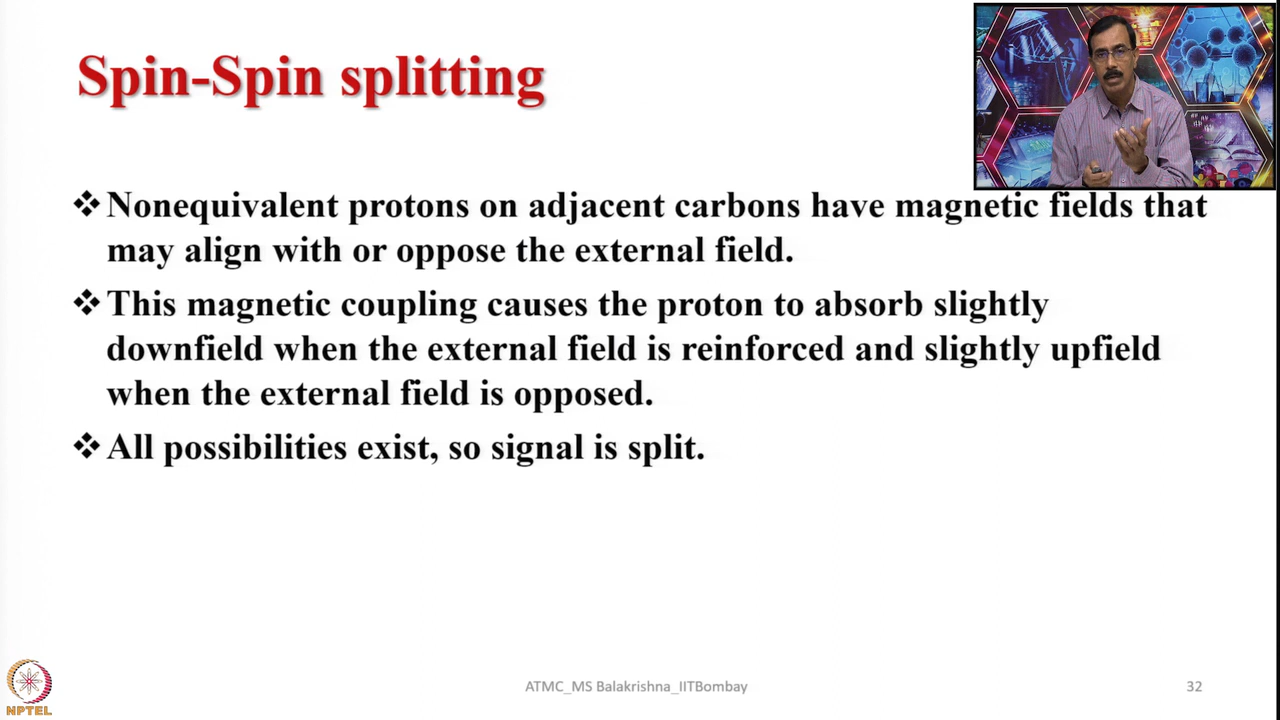 Spin-Spin splitting
❖ Nonequivalent protons on adjacent carbons have magnetic fields that
may align with or oppose the external field.
❖ This magnetic coupling causes the proton to absorb slightly
downfield when the external field is reinforced and slightly upfield
when the external field is opposed.
❖ All possibilities exist, so signal is split.
NPTEL
ATMC_MS Balakrishna_IITBombay
32